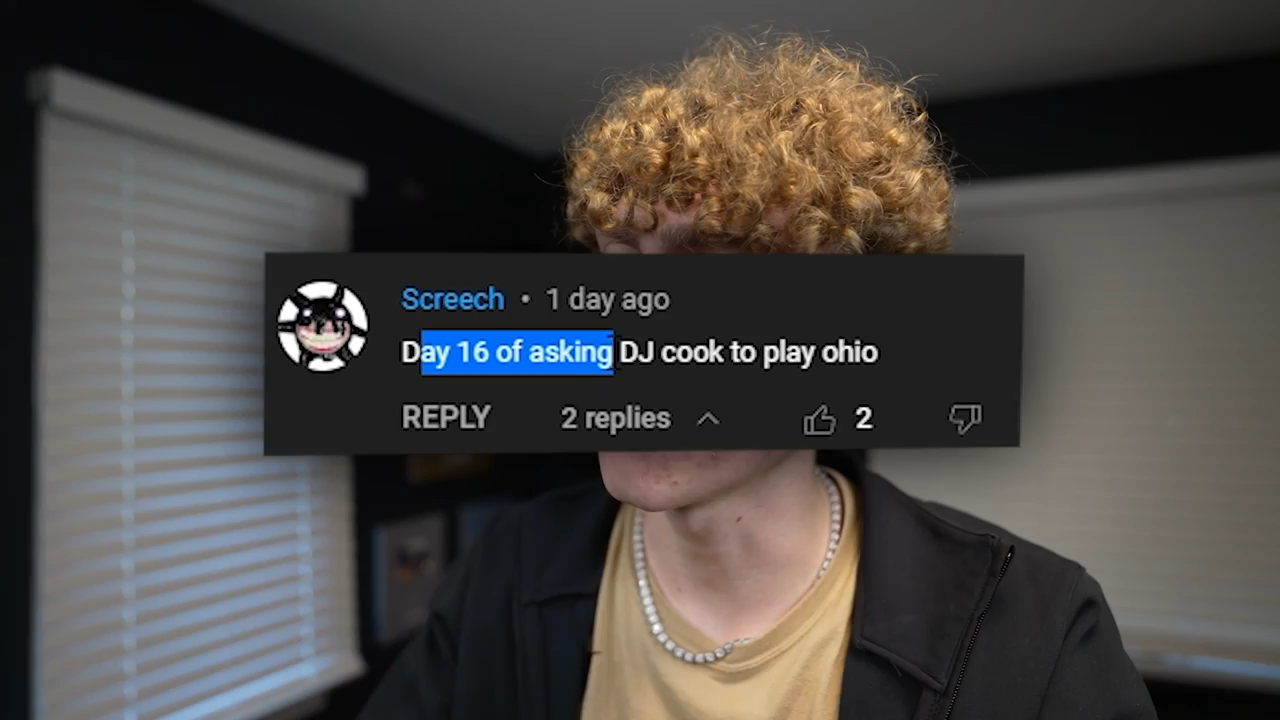 Screech • 1 day ago
Day 16 of asking DJ cook to play ohio
REPLY 2 replies 2